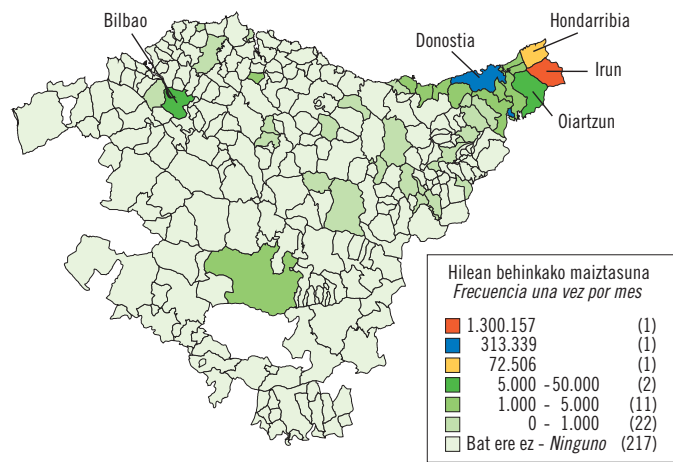 Bilbao
Hondarribia
Donostia
Irun
Oiartzun
Hilean behinkako maiztasuna
Frecuencia una vez por mes
1.300.157 (1)
313.339 (1)
72.506 (1)
5.000 - 50.000 (2)
1.000 - 5.000 (11)
0 - 1.000 (22)
Bat ere ez - Ninguno (217)